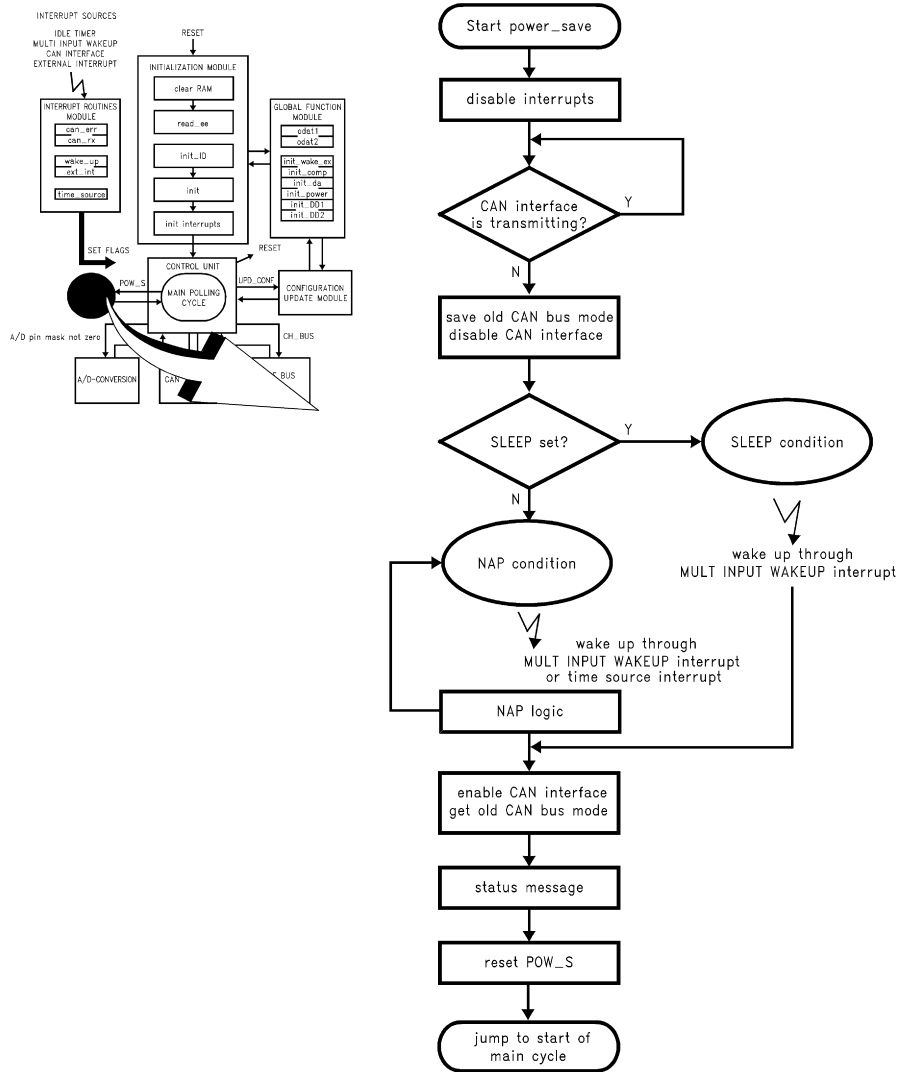 INTERRUPT SOURCES
IDLE TIMER
MULTI INPUT WAKEUP
CAN INTERFACE
EXTERNAL INTERRUPT
RESET
INTERRUPT ROUTINES
MODULE
can_err
can_rx
wake_up
ext_int
time_source
SET FLAGS
INITIALIZATION MODULE
clear RAM
read_ee
init_ID
init
init interrupts
GLOBAL FUNCTION
MODULE
odat1
odat2
init_wake_ex
init_comp
init_da
init_power
init_DD1
init_DD2
RESET
CONTROL UNIT
MAIN POLLING
CYCLE
POW_S
UPD_CONF
CONFIGURATION
UPDATE MODULE
A/D pin mask not zero
CH_BUS
A/D-CONVERSION
CAN
BUS
Start power_save
disable interrupts
CAN interface
is transmitting?
Y
N
save old CAN bus mode
disable CAN interface
SLEEP set?
Y
SLEEP condition
N
wake up through
MULT INPUT WAKEUP interrupt
NAP condition
wake up through
MULT INPUT WAKEUP interrupt
or time source interrupt
NAP logic
enable CAN interface
get old CAN bus mode
status message
reset POW_S
jump to start of
main cycle